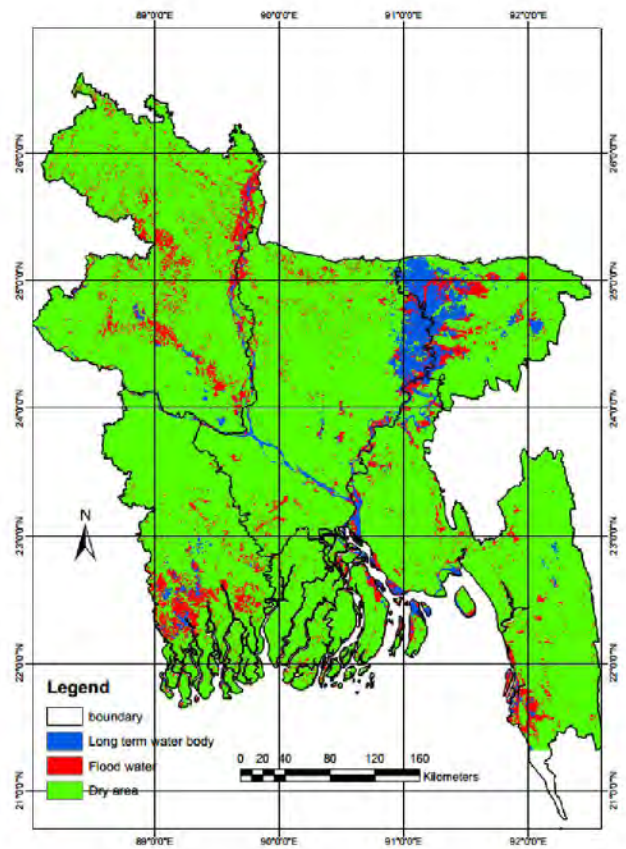 89°0'0"E 90°0'0"E 91°0'0"E 92°0'0"E
26°0'0"N 26°0'0"N
25°0'0"N 25°0'0"N
24°0'0"N 24°0'0"N
23°0'0"N 23°0'0"N
N
22°0'0"N 22°0'0"N
Legend
boundary
Long term water body
Flood water
Dry area
0 20 40 80 120 160
Kilometers
21°0'0"N 21°0'0"N
89°0'0"E 90°0'0"E 91°0'0"E 92°0'0"E